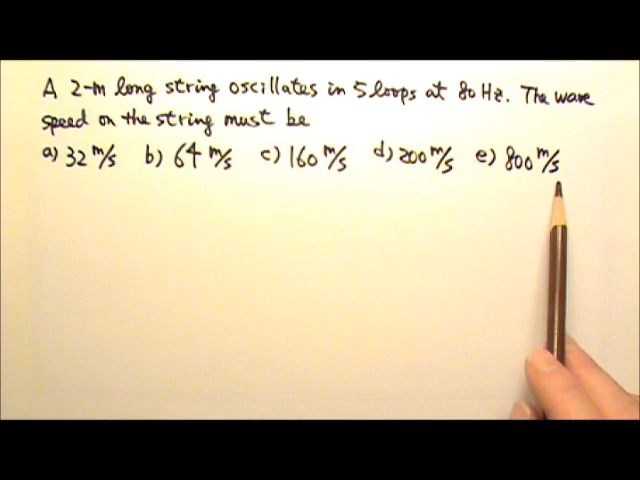 A 2-m long string oscillates in 5 loops at 80 Hz. The wave
speed on the string must be
a) 32 m/s b) 64 m/s c) 160 m/s d) 200 m/s e) 800 m/s